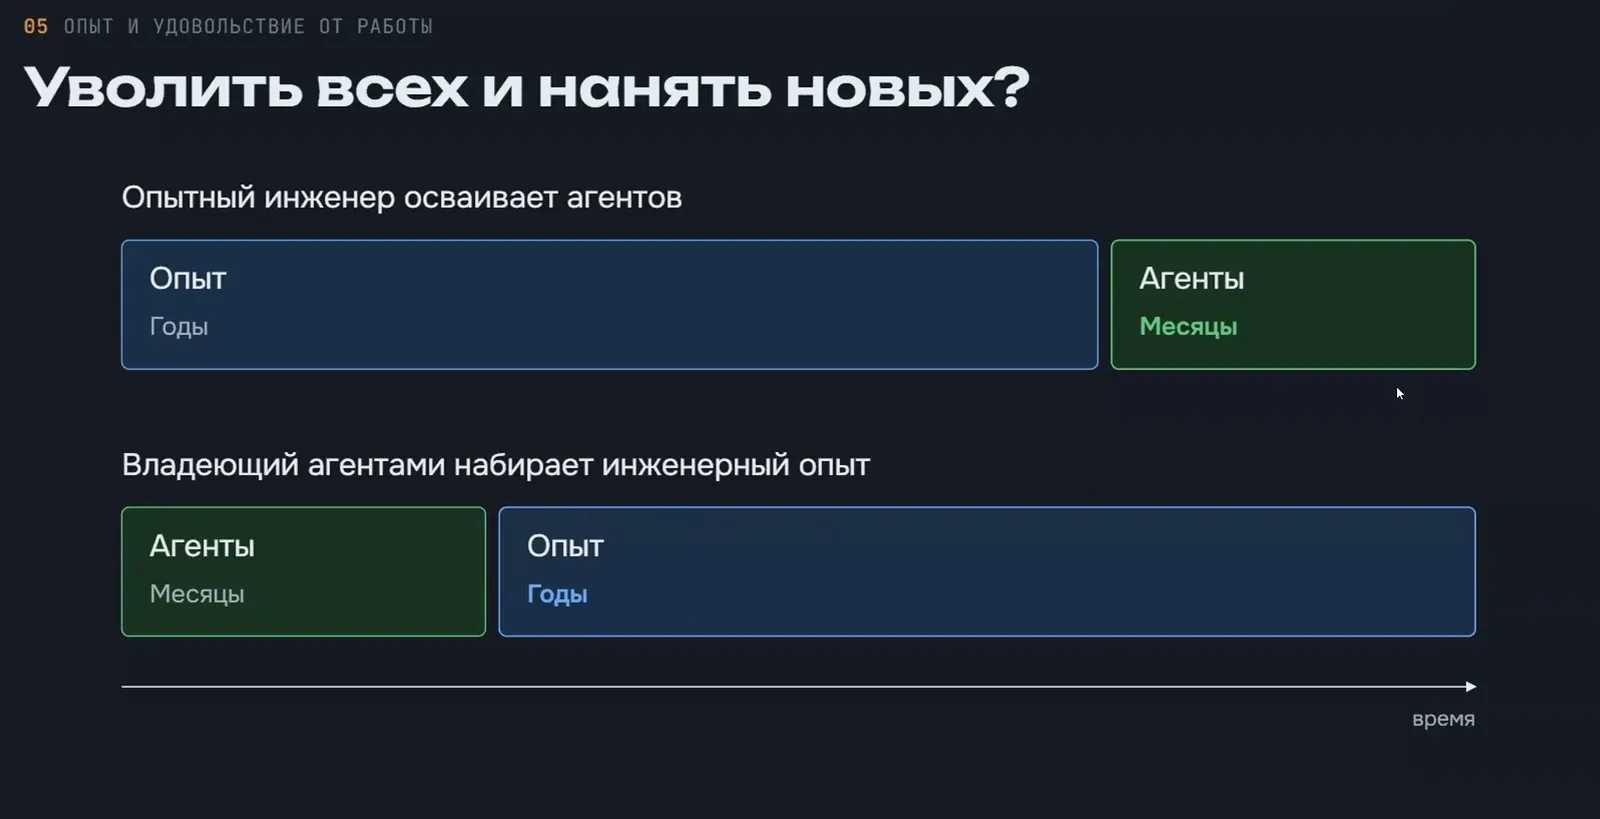 05 ОПЫТ И УДОВОЛЬСТВИЕ ОТ РАБОТЫ
Уволить всех и нанять новых?
Опытный инженер осваивает агентов
Опыт
Годы
Агенты
Месяцы
Владеющий агентами набирает инженерный опыт
Агенты
Месяцы
Опыт
Годы
время